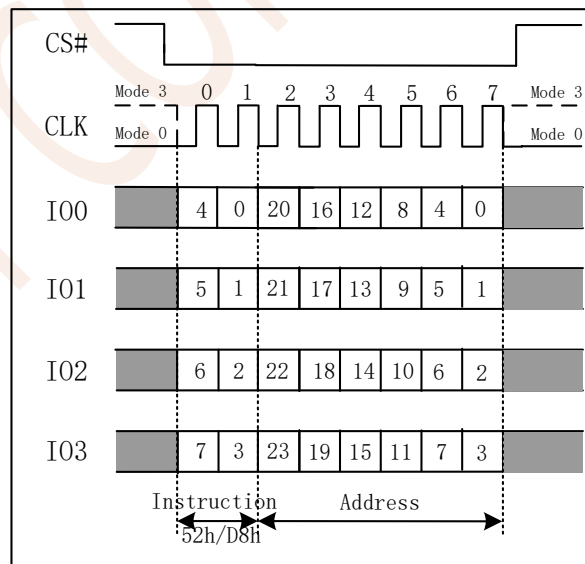 CS#
Mode 3 0 1 2 3 4 5 6 7 Mode 3
CLK
Mode 0 Mode 0
IO0 4 0 20 16 12 8 4 0
IO1 5 1 21 17 13 9 5 1
IO2 6 2 22 18 14 10 6 2
IO3 7 3 23 19 15 11 7 3
Instruction Address
52h/D8h